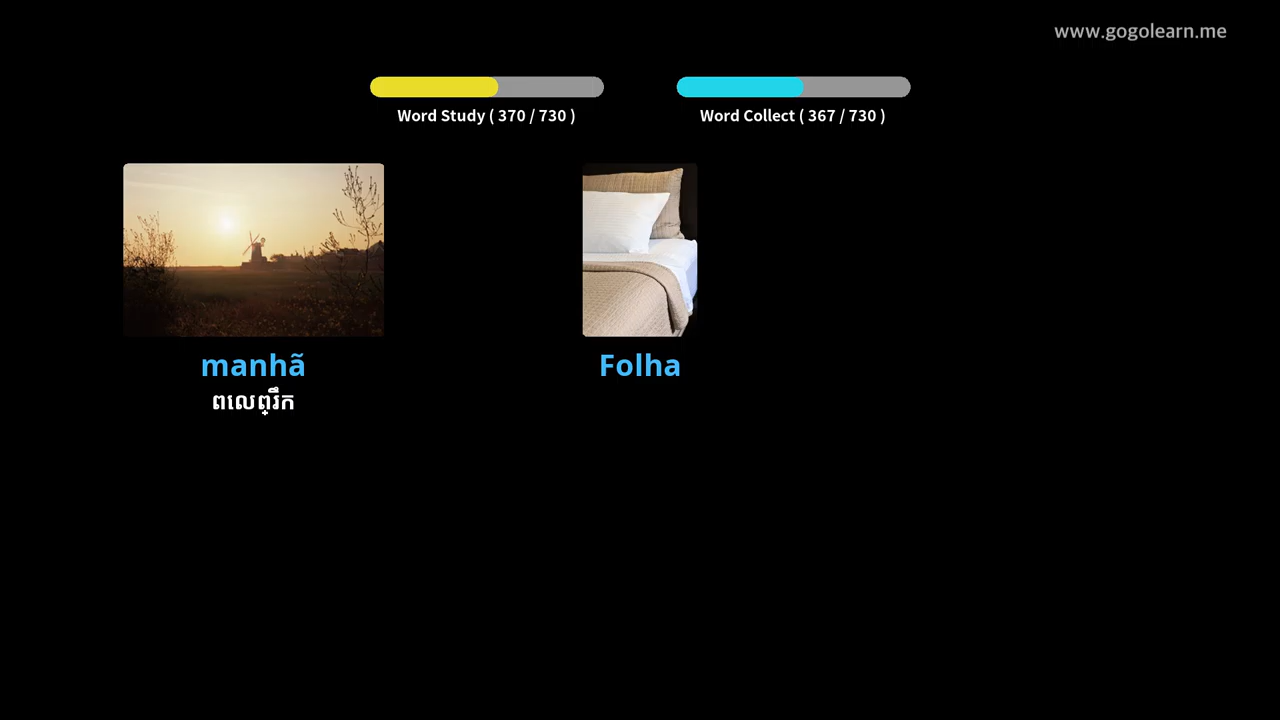 www.gogolearn.me
Word Study ( 370 / 730 )
Word Collect ( 367 / 730 )
manhã
ពលេព្រឹក
Folha